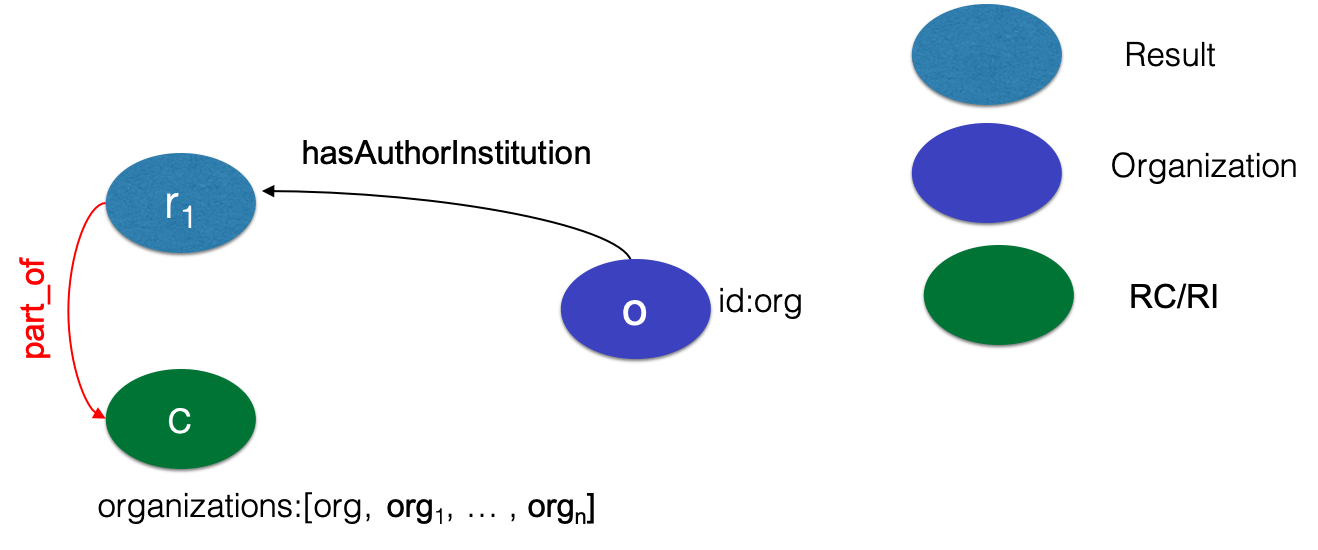 Result
hasAuthorInstitution
Organization
r₁
part_of
o
id:org
RC/RI
C
organizations:[org, org₁, … , orgₙ]